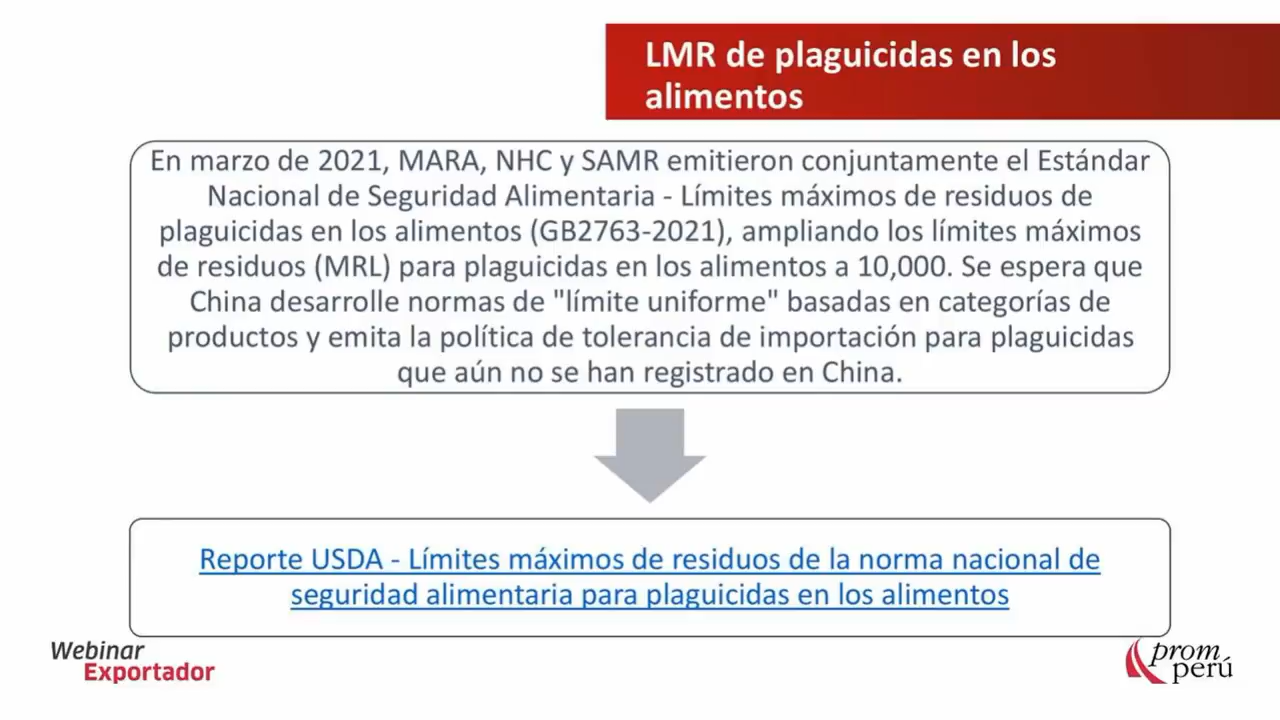 LMR de plaguicidas en los
alimentos
En marzo de 2021, MARA, NHC y SAMR emitieron conjuntamente el Estándar
Nacional de Seguridad Alimentaria - Límites máximos de residuos de
plaguicidas en los alimentos (GB2763-2021), ampliando los límites máximos
de residuos (MRL) para plaguicidas en los alimentos a 10,000. Se espera que
China desarrolle normas de "límite uniforme" basadas en categorías de
productos y emita la política de tolerancia de importación para plaguicidas
que aún no se han registrado en China.
Reporte USDA - Límites máximos de residuos de la norma nacional de
seguridad alimentaria para plaguicidas en los alimentos
Webinar
Exportador
prom
perú